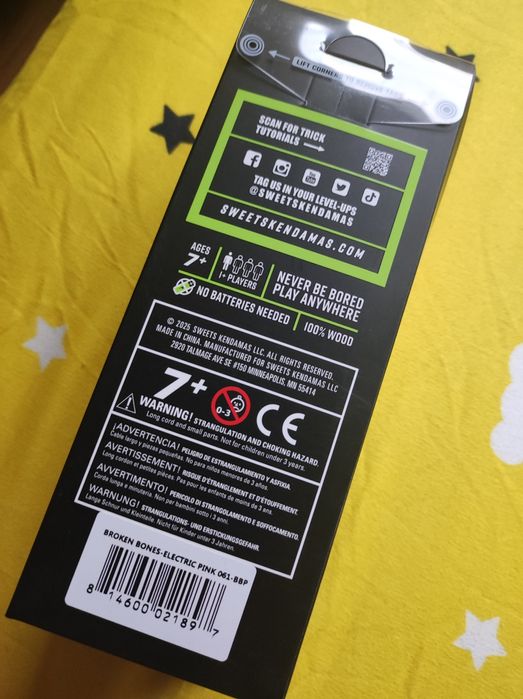 LIFT CORNERS TO REMOVE TABS
SCAN FOR TRICK
TUTORIALS
TAG US IN YOUR LEVEL-UPS
@SWEETSKENDAMAS
SWEETSKENDAMAS.COM
AGES
7+
1+ PLAYERS
NEVER BE BORED
PLAY ANYWHERE
NO BATTERIES NEEDED
100% WOOD
© 2025 SWEETS KENDAMAS LLC. ALL RIGHTS RESERVED.
MADE IN CHINA. MANUFACTURED FOR SWEETS KENDAMAS LLC
2920 TALMAGE AVE SE #150 MINNEAPOLIS, MN 55414
7+
0-3
CE
WARNING! STRANGULATION AND CHOKING HAZARD.
Long cord and small parts. Not for children under 3 years.
¡ADVERTENCIA! PELIGRO DE ESTRANGULAMIENTO Y ASFIXIA.
Cable largo y piezas pequeñas. No para niños menores de 3 años
AVERTISSEMENT! RISQUE D'ETRANGLEMENT ET D'ÉTOUFFEMENT.
Long cordon et petites pièces. Pas pour les enfants de moins de 3 ans.
AVVERTIMENTO! PERICOLO DI STRANGOLAMENTO E SOFFOCAMENTO.
Corda lunga e minuteria. Non per bambini sotto i 3 anni.
WARNUNG! STRANGULATIONS- UND ERSTICKUNGSGEFAHR.
Lange Schnur und Kleinteile. Nicht für Kinder unter 3 Jahren.
BROKEN BONES-ELECTRIC PINK 061-BBP
8 14600 02189 7